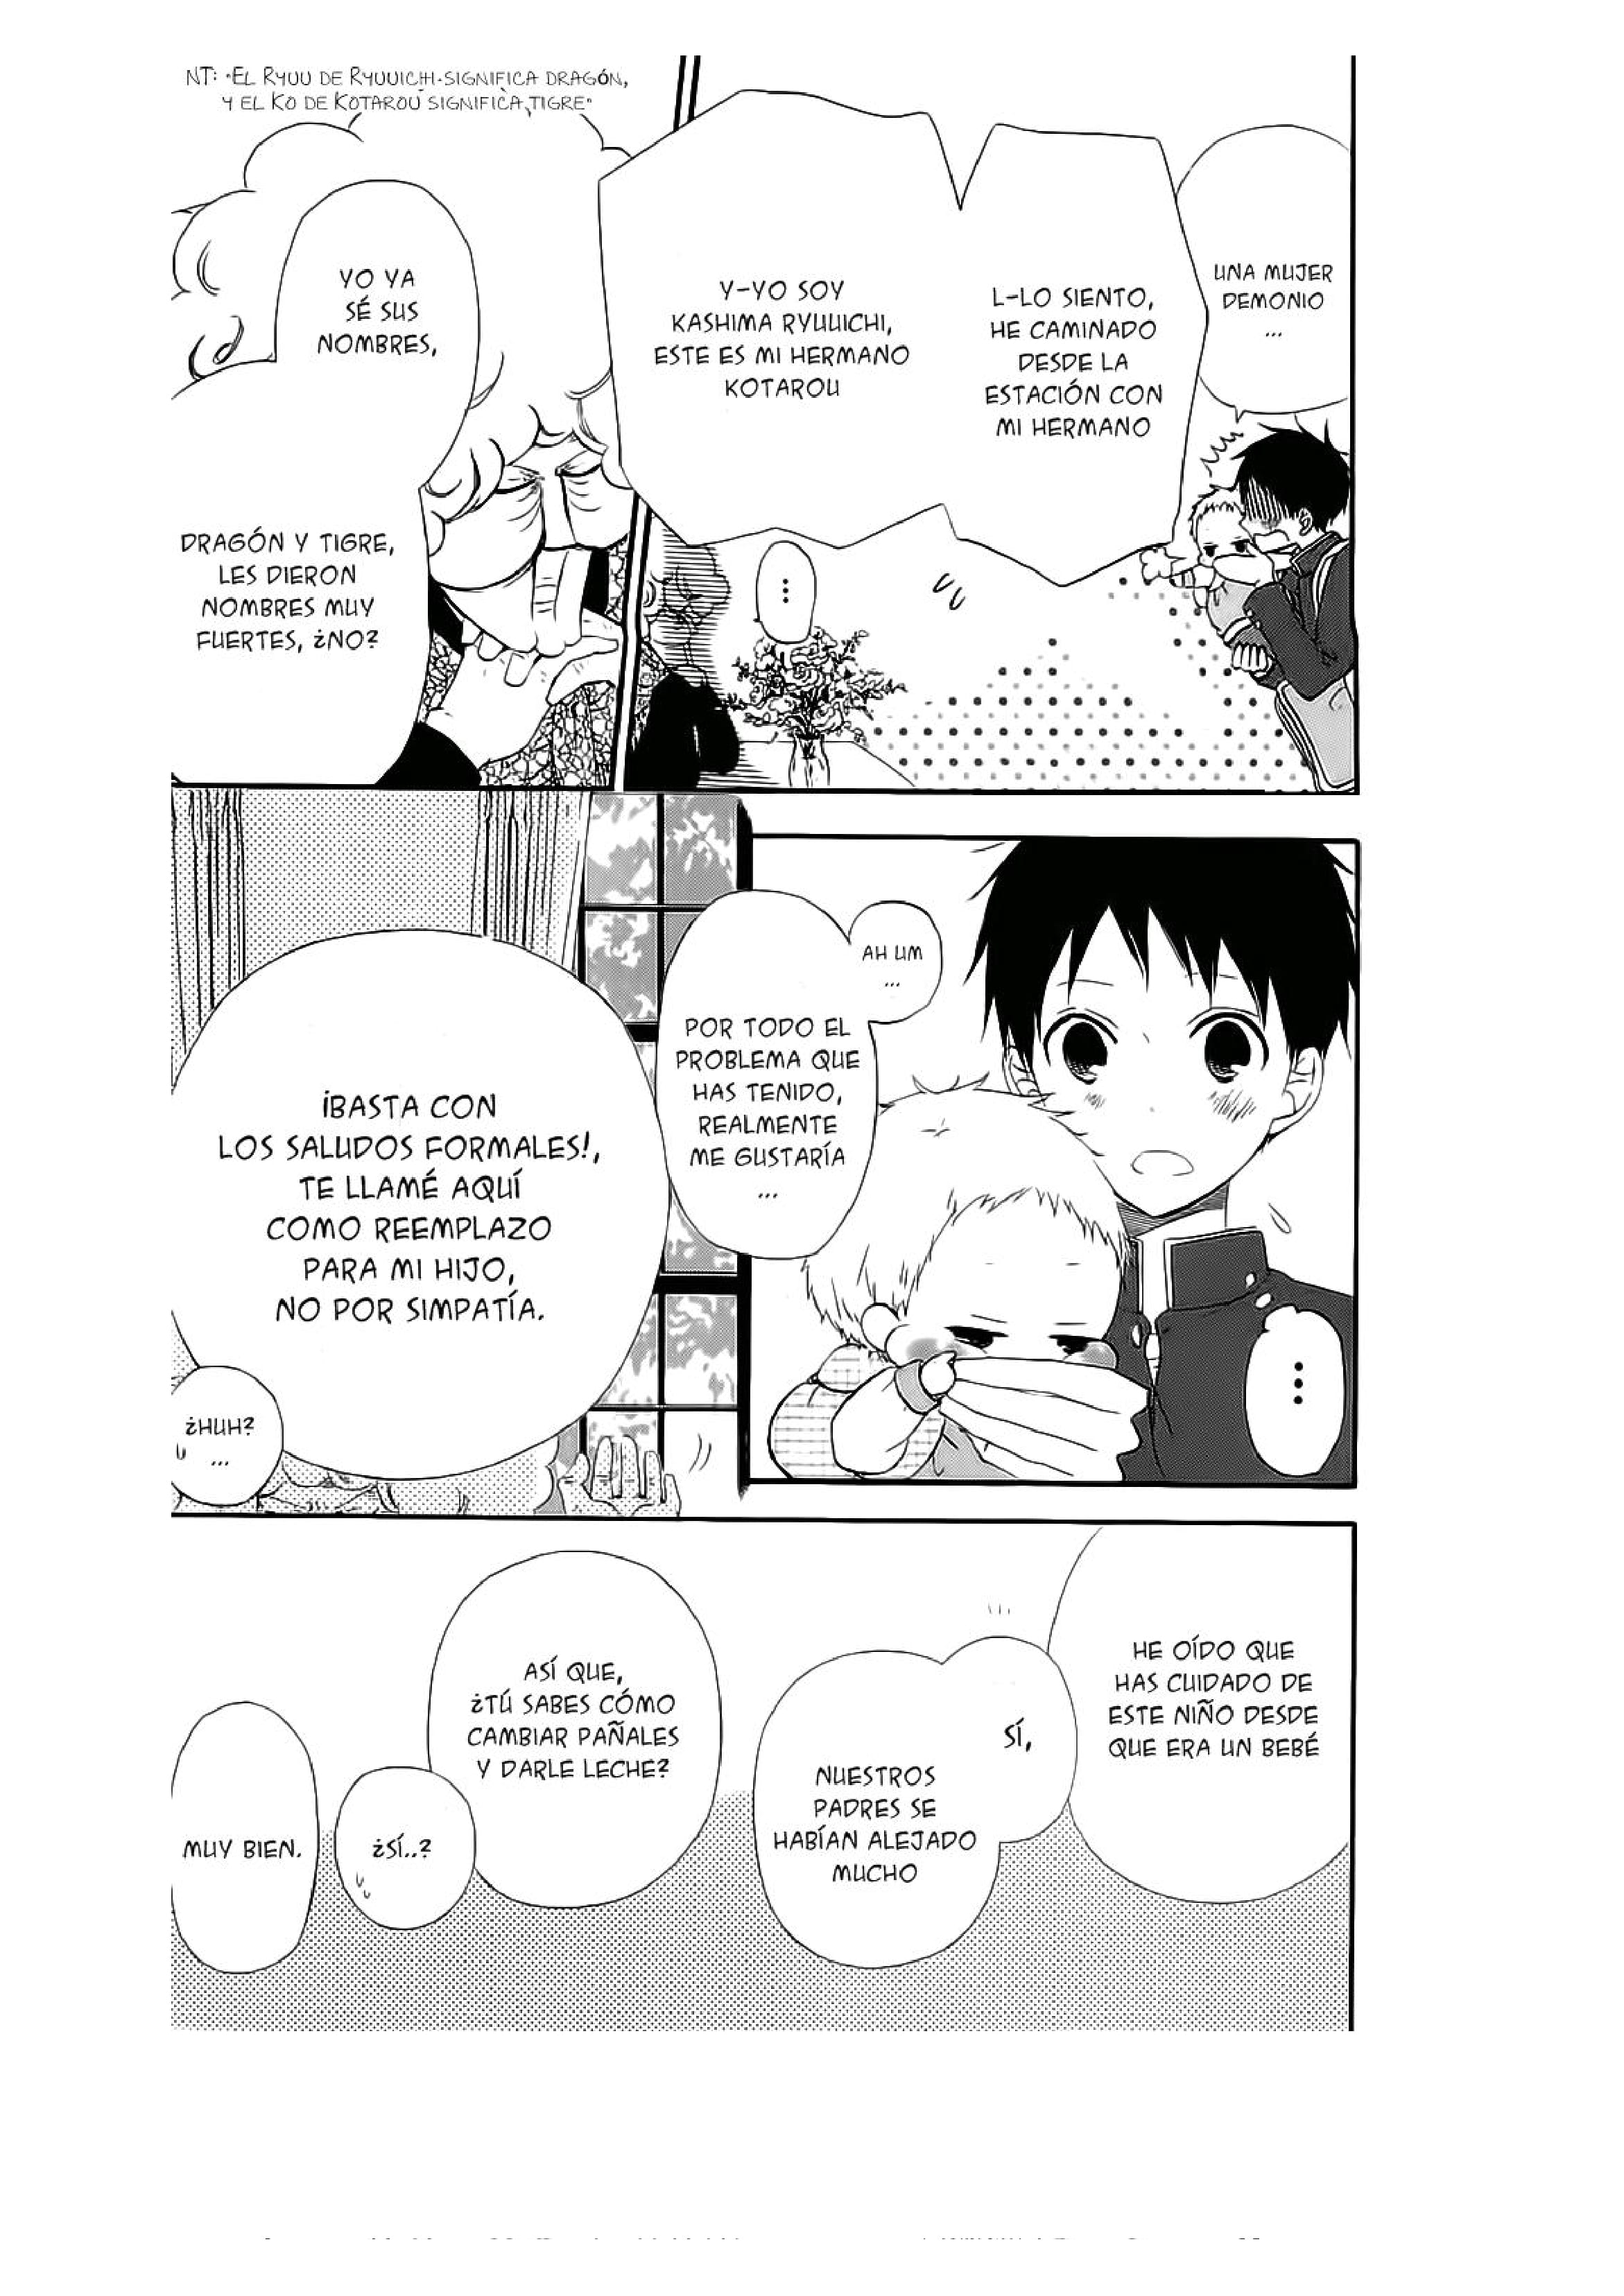 NT: "EL RYUU DE RYUUICHI SIGNIFICA DRAGÓN,
Y EL KO DE KOTAROU SIGNIFICA TIGRE"
UNA MUJER
DEMONIO
...
L-LO SIENTO,
HE CAMINADO
DESDE LA
ESTACIÓN CON
MI HERMANO
Y-YO SOY
KASHIMA RYUUICHI,
ESTE ES MI HERMANO
KOTAROU
...
YO YA
SÉ SUS
NOMBRES,
DRAGÓN Y TIGRE,
LES DIERON
NOMBRES MUY
FUERTES, ¿NO?
...
AH UM
...
POR TODO EL
PROBLEMA QUE
HAS TENIDO,
REALMENTE
ME GUSTARÍA
...
¡BASTA CON
LOS SALUDOS FORMALES!,
TE LLAMÉ AQUÍ
COMO REEMPLAZO
PARA MI HIJO,
NO POR SIMPATÍA.
¿HUH?
...
HE OÍDO QUE
HAS CUIDADO DE
ESTE NIÑO DESDE
QUE ERA UN BEBÉ
SÍ,
NUESTROS
PADRES SE
HABÍAN ALEJADO
MUCHO
ASÍ QUE,
¿TÚ SABES CÓMO
CAMBIAR PAÑALES
Y DARLE LECHE?
¿SÍ..?
MUY BIEN.